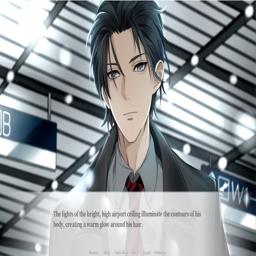 B
W
The lights of the bright, high airport ceiling illuminate the contours of his
body, creating a warm glow around his hair.